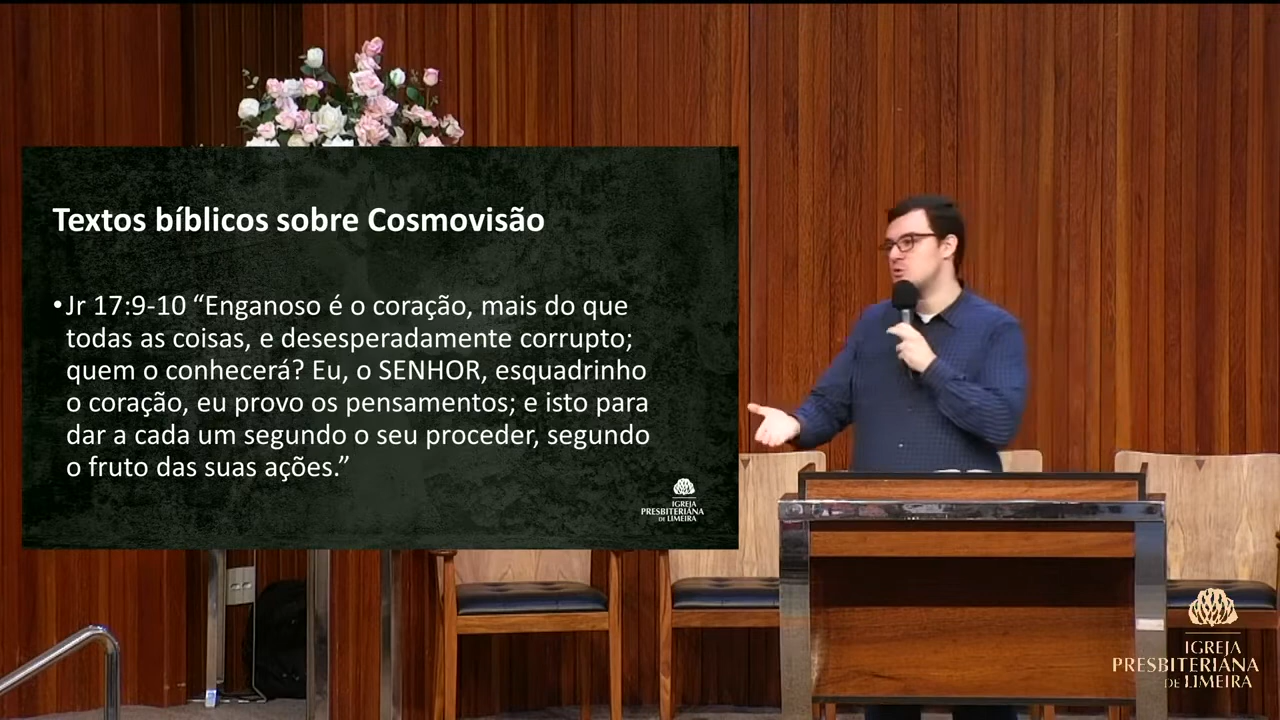 Textos bíblicos sobre Cosmovisão
• Jr 17:9-10 “Enganoso é o coração, mais do que
todas as coisas, e desesperadamente corrupto;
quem o conhecerá? Eu, o SENHOR, esquadrinho
o coração, eu provo os pensamentos; e isto para
dar a cada um segundo o seu proceder, segundo
o fruto das suas ações.”
IGREJA
PRESBITERIANA
DE LIMEIRA
IGREJA
PRESBITERIANA
DE LIMEIRA